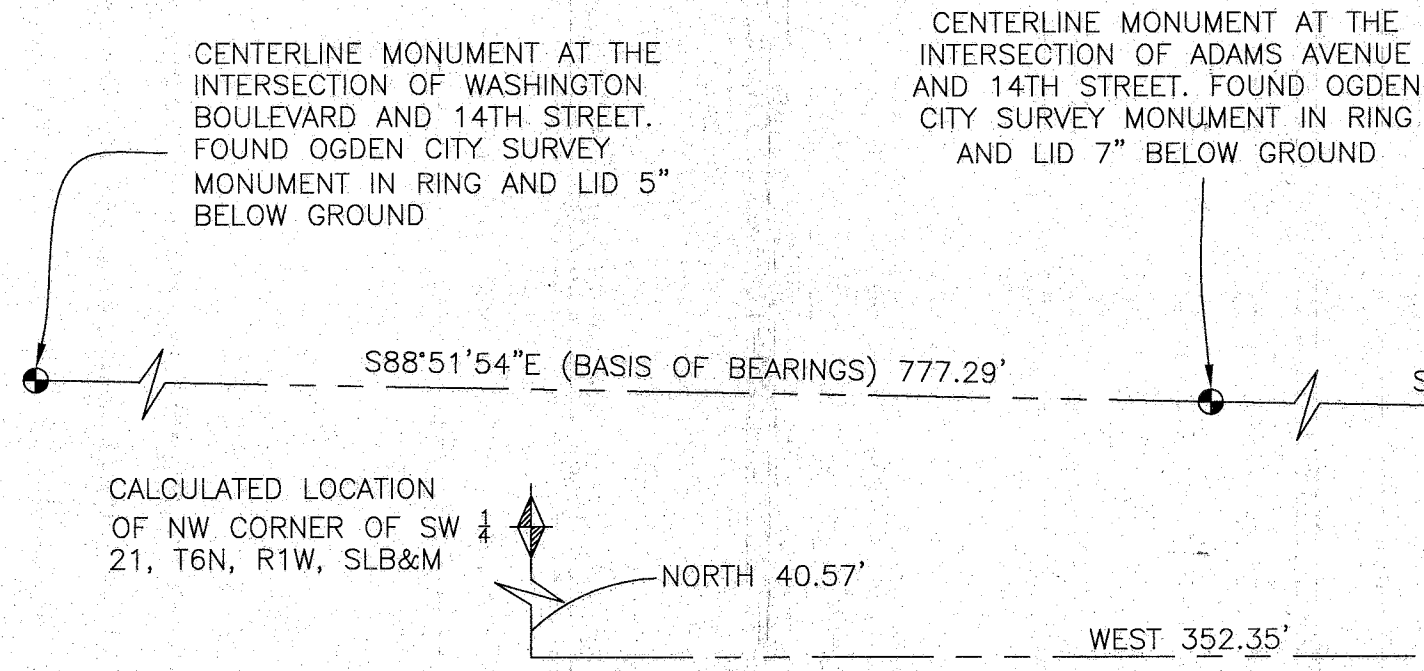 CENTERLINE MONUMENT AT THE
INTERSECTION OF WASHINGTON
BOULEVARD AND 14TH STREET.
FOUND OGDEN CITY SURVEY
MONUMENT IN RING AND LID 5"
BELOW GROUND
CENTERLINE MONUMENT AT THE
INTERSECTION OF ADAMS AVENUE
AND 14TH STREET. FOUND OGDEN
CITY SURVEY MONUMENT IN RING
AND LID 7" BELOW GROUND
S88°51'54"E (BASIS OF BEARINGS) 777.29'
S
CALCULATED LOCATION
OF NW CORNER OF SW 1/4
21, T6N, R1W, SLB&M
NORTH 40.57'
WEST 352.35'